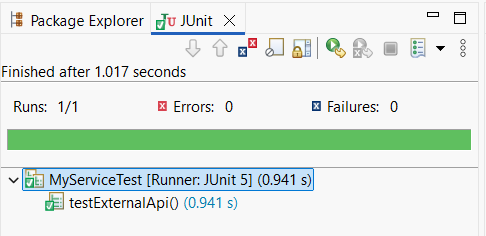 Package Explorer JUnit
Finished after 1.017 seconds
Runs: 1/1 Errors: 0 Failures: 0
MyServiceTest [Runner: JUnit 5] (0.941 s)
testExternalApi() (0.941 s)